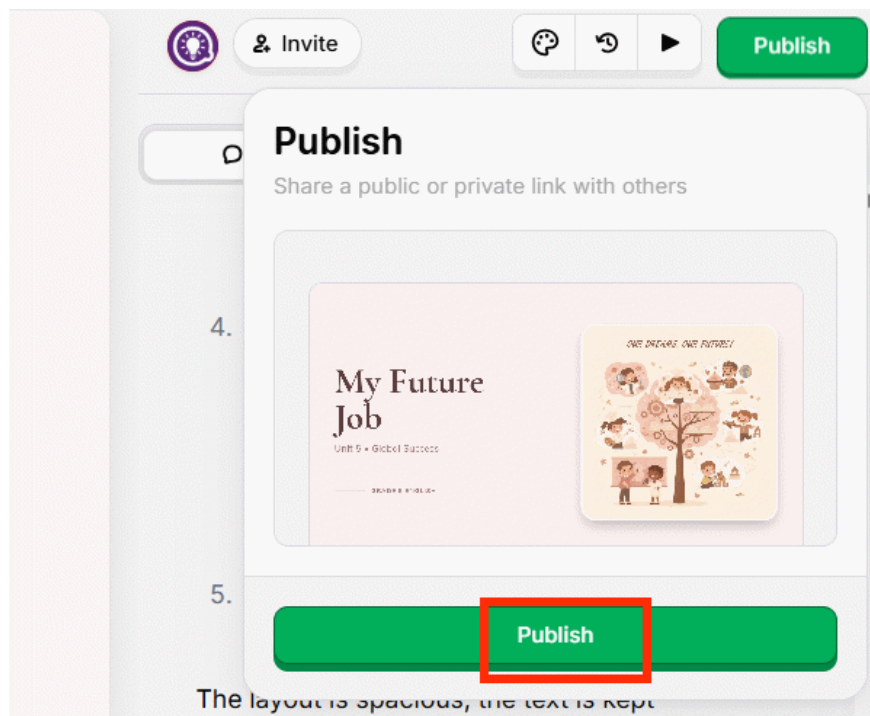 Invite
Publish
Publish
Share a public or private link with others
4.
ONE DREAMS, ONE FUTURE!
My Future
Job
Unit 5 • Global Success
5.
Publish
The layout is spacious, the text is kept